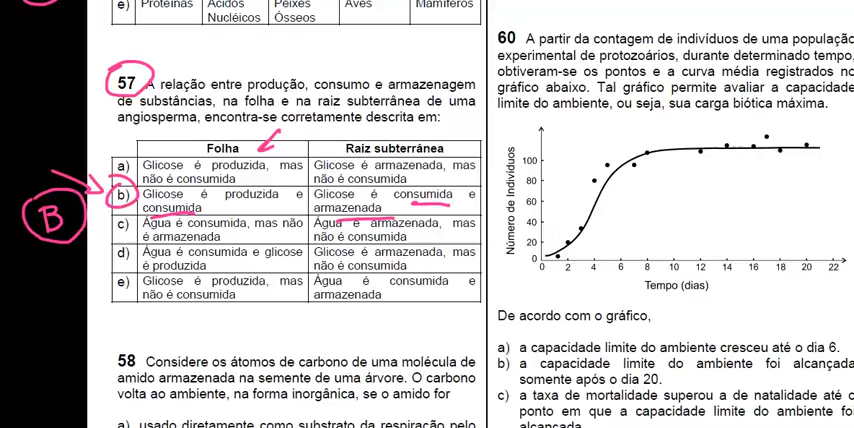 e) Proteínas Ácidos Nucléicos Peixes Ósseos Aves Mamíferos
57 A relação entre produção, consumo e armazenagem
de substâncias, na folha e na raiz subterrânea de uma
angiosperma, encontra-se corretamente descrita em:
Folha Raiz subterrânea
a) Glicose é produzida, mas não é consumida Glicose é armazenada, mas não é consumida
b) Glicose é produzida e consumida Glicose é consumida e armazenada
c) Água é consumida, mas não é armazenada Água é armazenada, mas não é consumida
d) Água é consumida e glicose é produzida Glicose é armazenada, mas não é consumida
e) Glicose é produzida, mas não é consumida Água é consumida e armazenada
B
58 Considere os átomos de carbono de uma molécula de
amido armazenada na semente de uma árvore. O carbono
volta ao ambiente, na forma inorgânica, se o amido for
a) usado diretamente como substrato da respiração pelo
60 A partir da contagem de indivíduos de uma população
experimental de protozoários, durante determinado tempo,
obtiveram-se os pontos e a curva média registrados no
gráfico abaixo. Tal gráfico permite avaliar a capacidade
limite do ambiente, ou seja, sua carga biótica máxima.
Número de Indivíduos
100
80
60
40
20
0
0 2 4 6 8 10 12 14 16 18 20 22
Tempo (dias)
De acordo com o gráfico,
a) a capacidade limite do ambiente cresceu até o dia 6.
b) a capacidade limite do ambiente foi alcançada
somente após o dia 20.
c) a taxa de mortalidade superou a de natalidade até o
ponto em que a capacidade limite do ambiente foi
alcançada